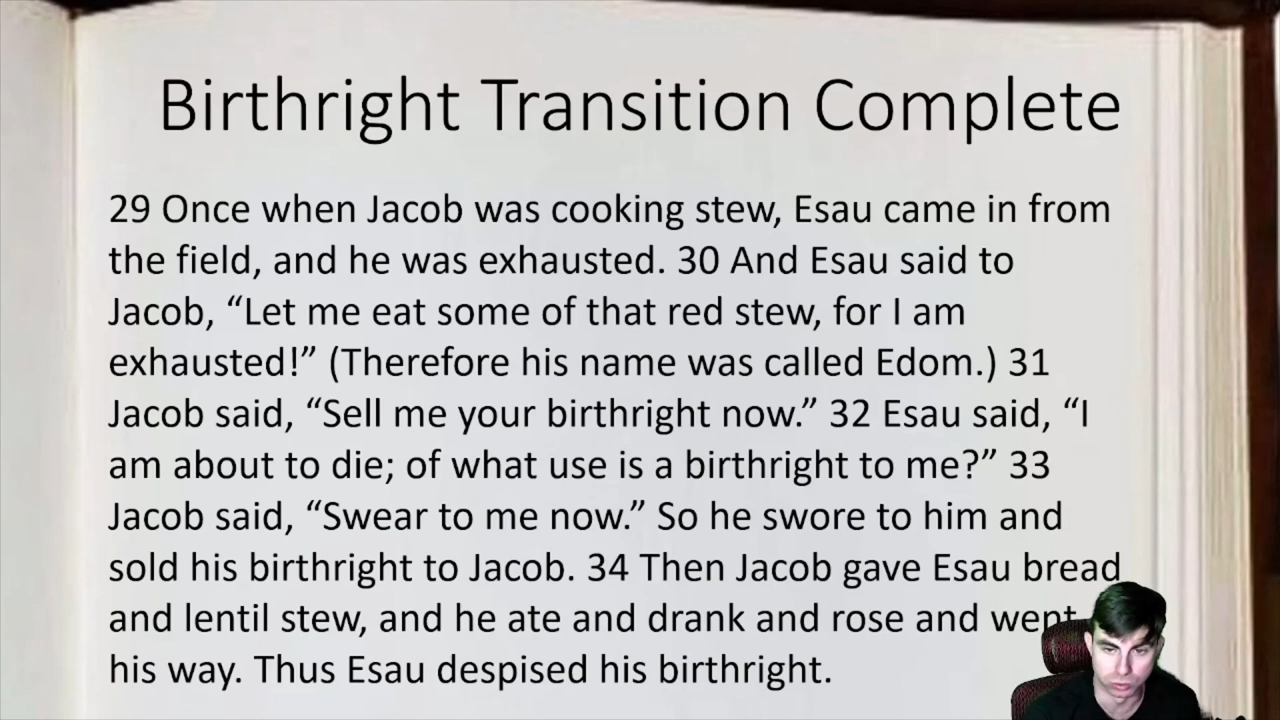 Birthright Transition Complete
29 Once when Jacob was cooking stew, Esau came in from
the field, and he was exhausted. 30 And Esau said to
Jacob, “Let me eat some of that red stew, for I am
exhausted!” (Therefore his name was called Edom.) 31
Jacob said, “Sell me your birthright now.” 32 Esau said, “I
am about to die; of what use is a birthright to me?” 33
Jacob said, “Swear to me now.” So he swore to him and
sold his birthright to Jacob. 34 Then Jacob gave Esau bread
and lentil stew, and he ate and drank and rose and went
his way. Thus Esau despised his birthright.